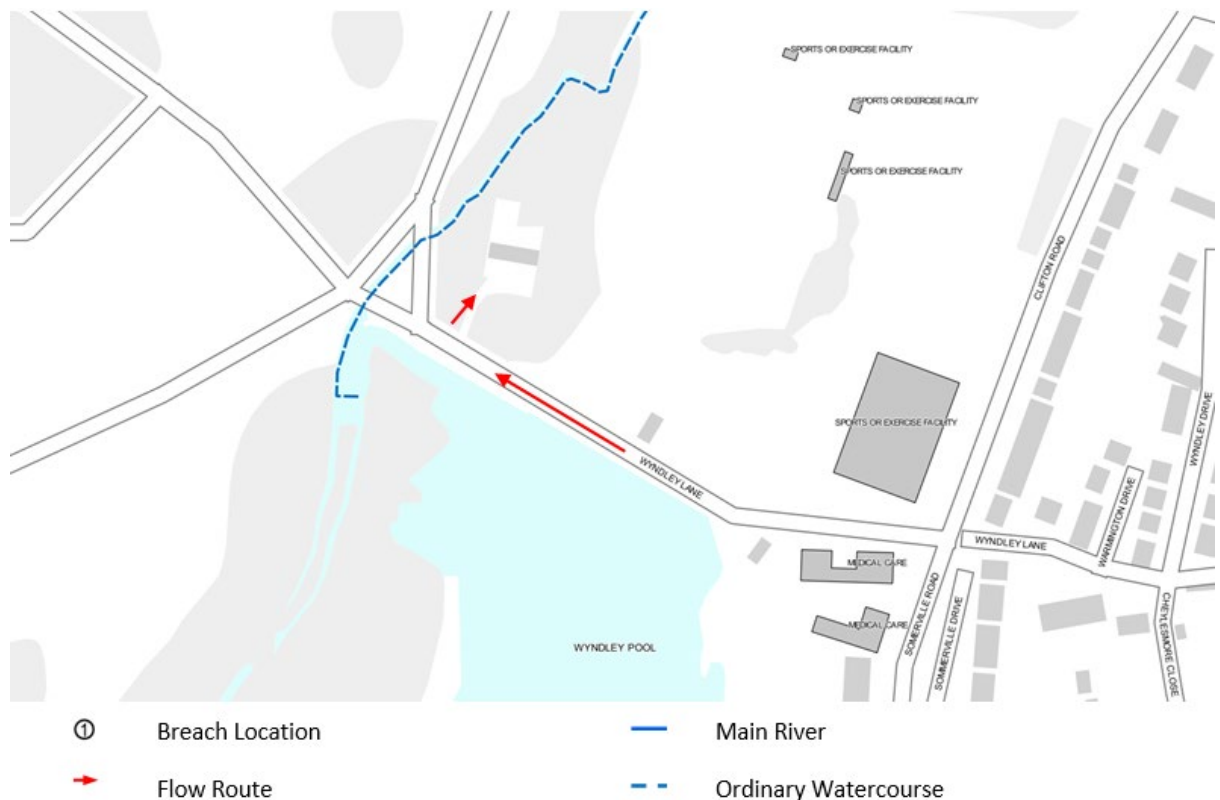 SPORTS OR EXERCISE FACILITY
SPORTS OR EXERCISE FACILITY
SPORTS OR EXERCISE FACILITY
CLIFTON ROAD
SPORTS OR EXERCISE FACILITY
WYNDLEY DRIVE
WYNDLEY LANE
WARMINGTON DRIVE
WYNDLEY LANE
MEDICAL CARE
MEDICAL CARE
SOMERVILLE ROAD
SOMMERVILLE DRIVE
CHEYLESMORE CLOSE
WYNDLEY POOL
1 Breach Location
Main River
Flow Route
Ordinary Watercourse